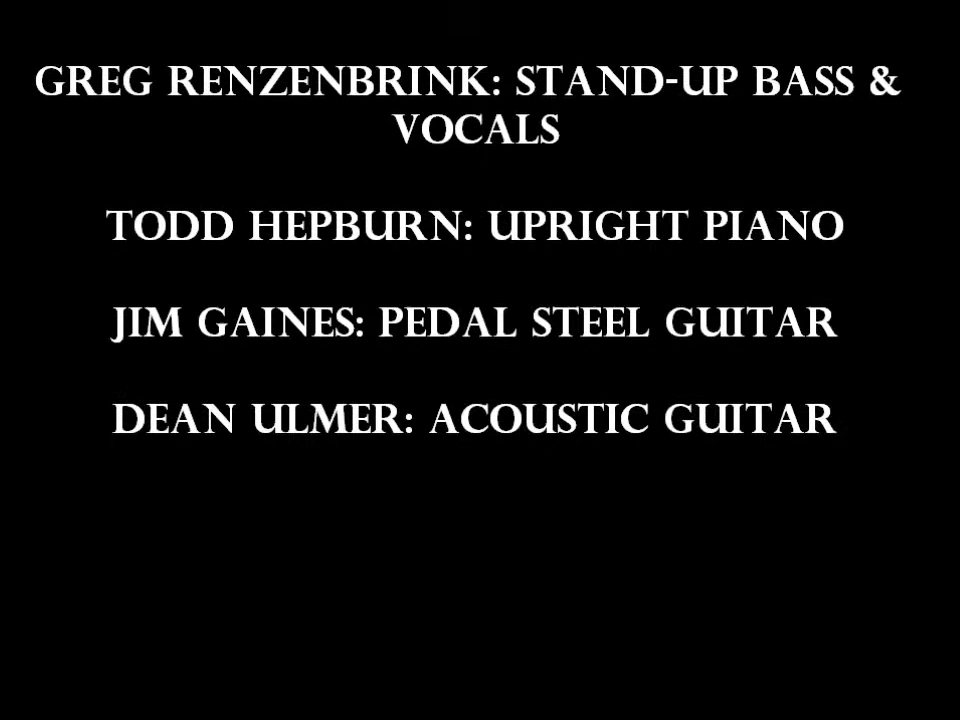 GREG RENZENBRINK: STAND-UP BASS &
VOCALS
TODD HEPBURN: UPRIGHT PIANO
JIM GAINES: PEDAL STEEL GUITAR
DEAN ULMER: ACOUSTIC GUITAR